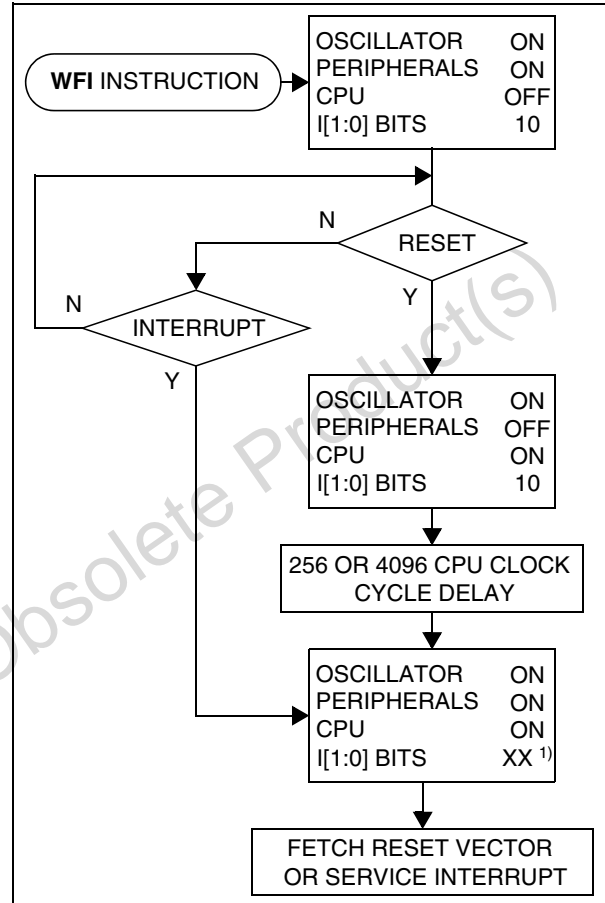 WFI INSTRUCTION
OSCILLATOR ON
PERIPHERALS ON
CPU OFF
I[1:0] BITS 10
N
RESET
N
INTERRUPT
Y
Y
OSCILLATOR ON
PERIPHERALS OFF
CPU ON
I[1:0] BITS 10
256 OR 4096 CPU CLOCK
CYCLE DELAY
OSCILLATOR ON
PERIPHERALS ON
CPU ON
I[1:0] BITS XX 1)
FETCH RESET VECTOR
OR SERVICE INTERRUPT
Obsolete Product(s)